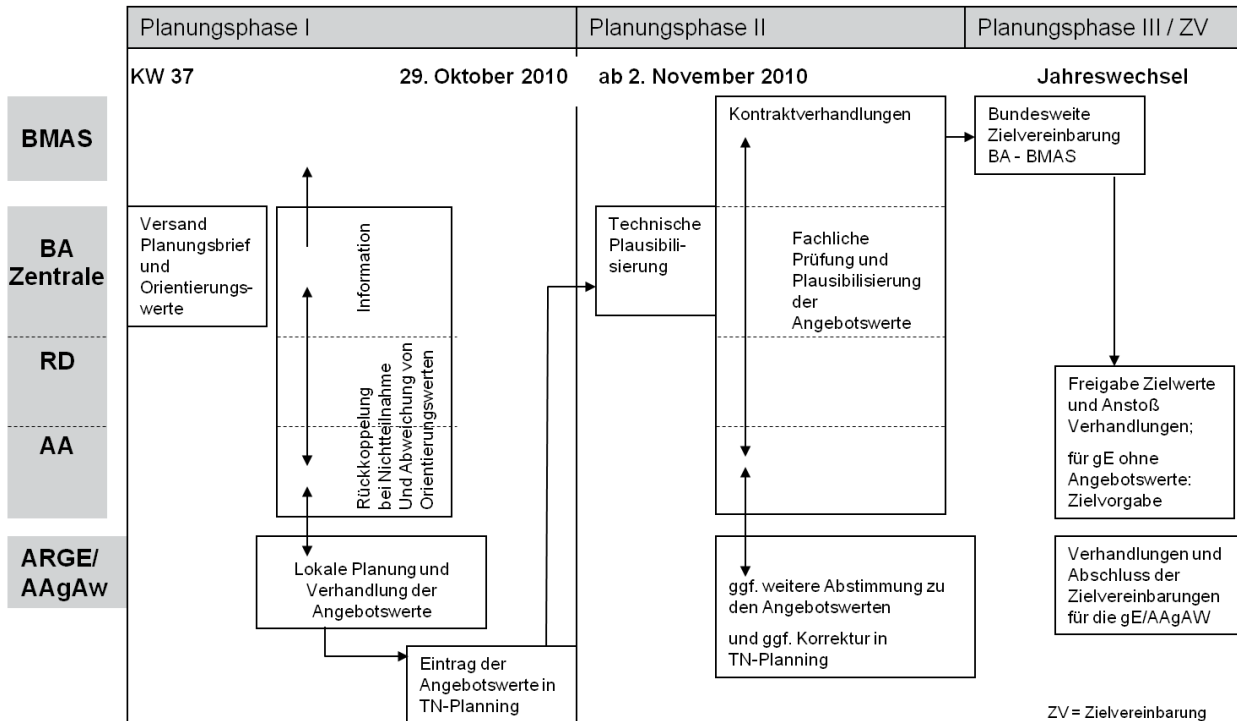 Planungsphase I
Planungsphase II
Planungsphase III / ZV
KW 37
29. Oktober 2010
ab 2. November 2010
Jahreswechsel
BMAS
Kontraktverhandlungen
Bundesweite
Zielvereinbarung
BA - BMAS
BA
Zentrale
Versand
Planungsbrief
und
Orientierungs-
werte
Information
Technische
Plausibili-
sierung
Fachliche
Prüfung und
Plausibilisierung
der
Angebotswerte
RD
AA
Rückkoppelung
bei Nichtteilnahme
Und Abweichung von
Orientierungswerten
Freigabe Zielwerte
und Anstoß
Verhandlungen;
für gE ohne
Angebotswerte:
Zielvorgabe
ARGE/
AAgAw
Lokale Planung und
Verhandlung der
Angebotswerte
Eintrag der
Angebotswerte in
TN-Planning
ggf. weitere Abstimmung zu
den Angebotswerten
und ggf. Korrektur in
TN-Planning
Verhandlungen und
Abschluss der
Zielvereinbarungen
für die gE/AAgAW
ZV = Zielvereinbarung